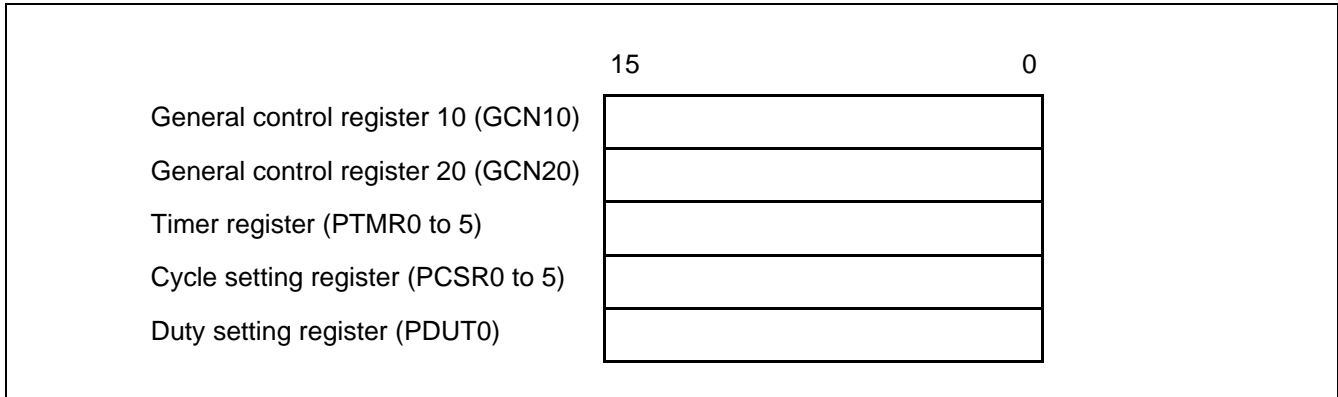 15 0
General control register 10 (GCN10)
General control register 20 (GCN20)
Timer register (PTMR0 to 5)
Cycle setting register (PCSR0 to 5)
Duty setting register (PDUT0)